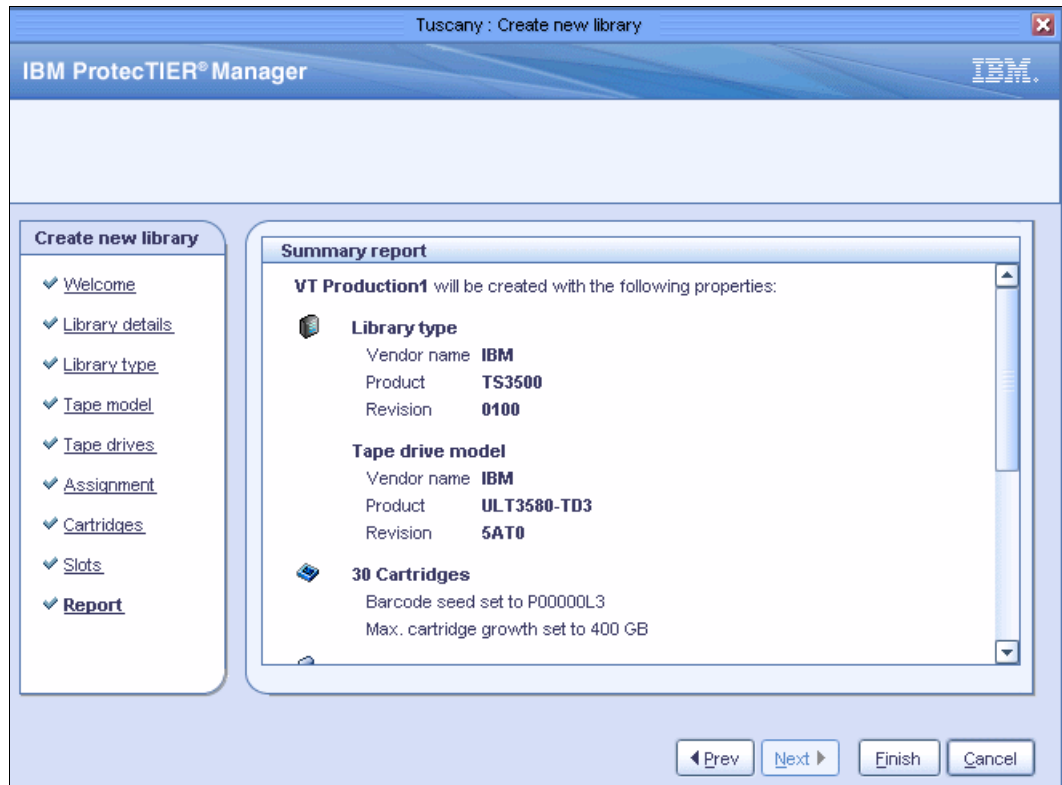 Tuscany : Create new library
IBM ProtecTIER® Manager
IBM.
Create new library
Welcome
Library details
Library type
Tape model
Tape drives
Assignment
Cartridges
Slots
Report
Summary report
VT Production1 will be created with the following properties:
Library type
Vendor name IBM
Product TS3500
Revision 0100
Tape drive model
Vendor name IBM
Product ULT3580-TD3
Revision 5AT0
30 Cartridges
Barcode seed set to P00000L3
Max. cartridge growth set to 400 GB
Prev Next Finish Cancel